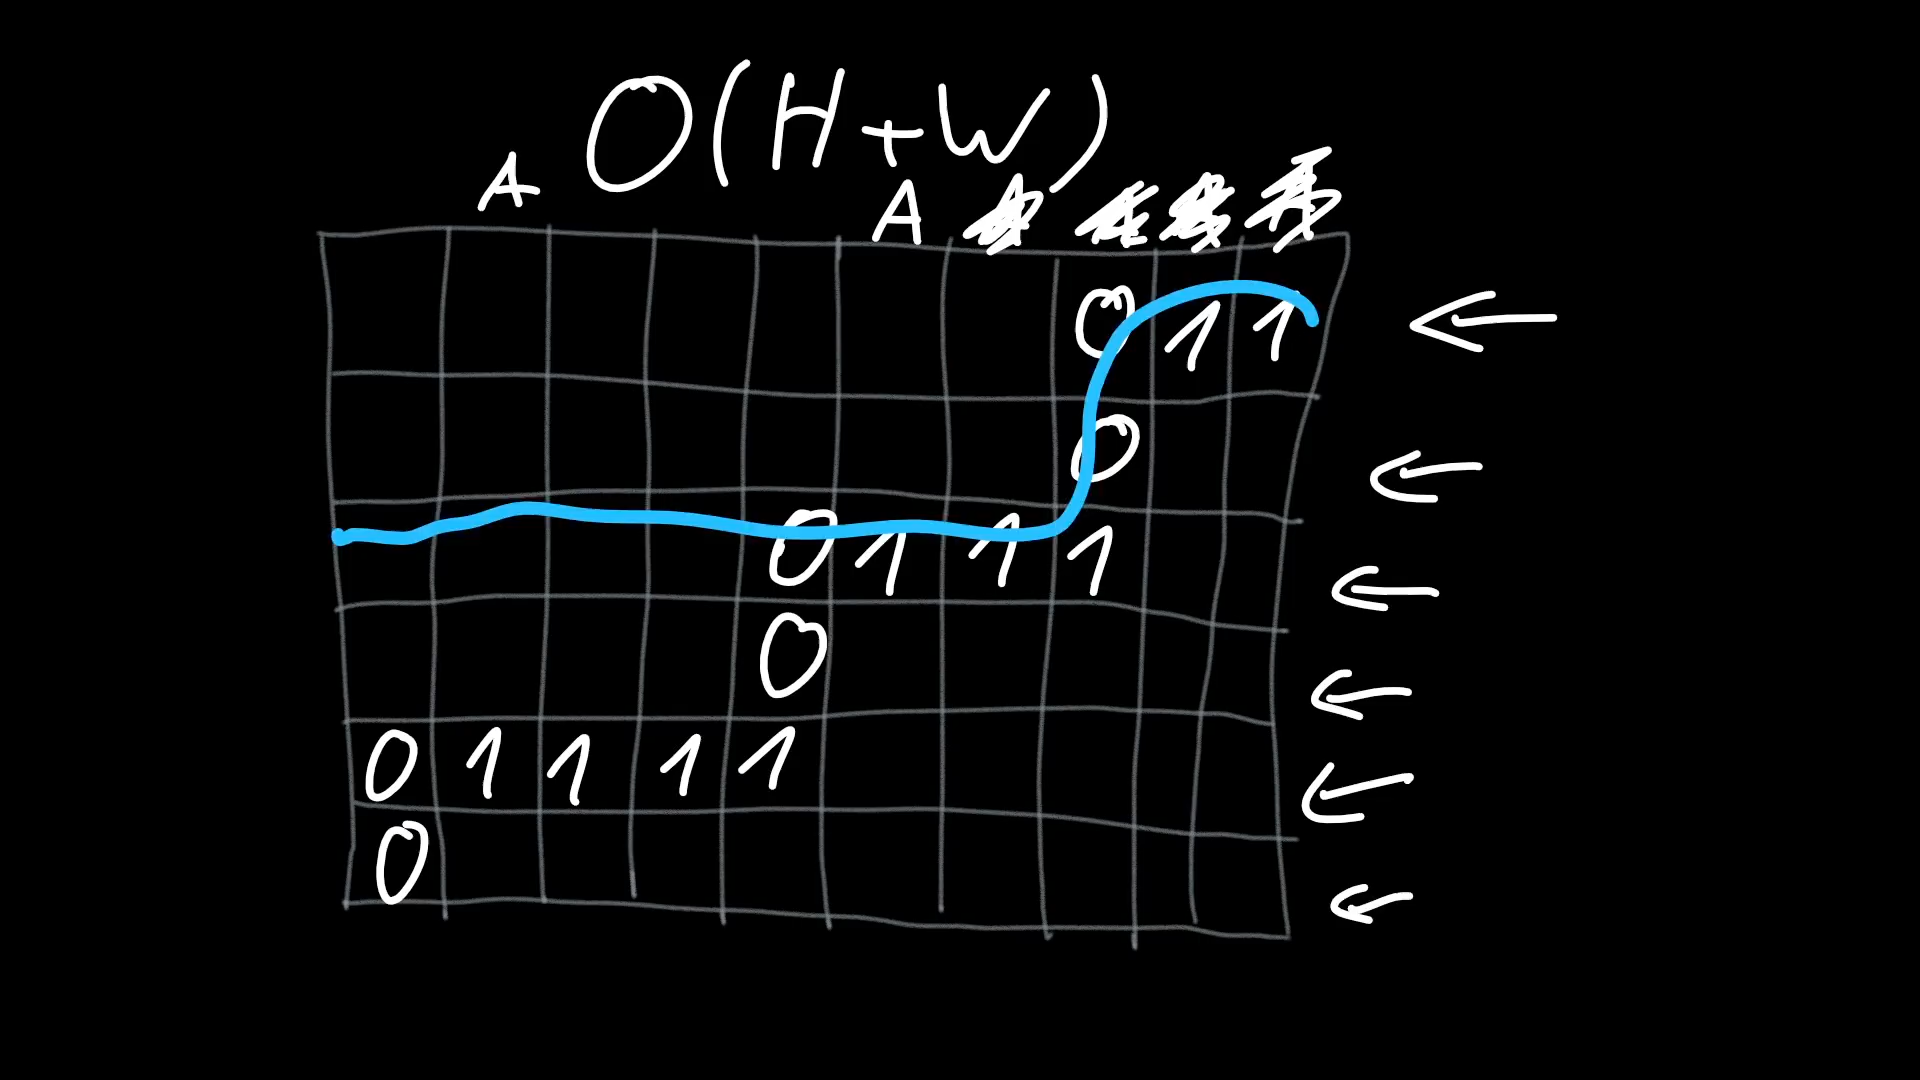 O(H+W)
A A
0 1 1
0
0 1 1 1
0
0 1 1 1 1
0